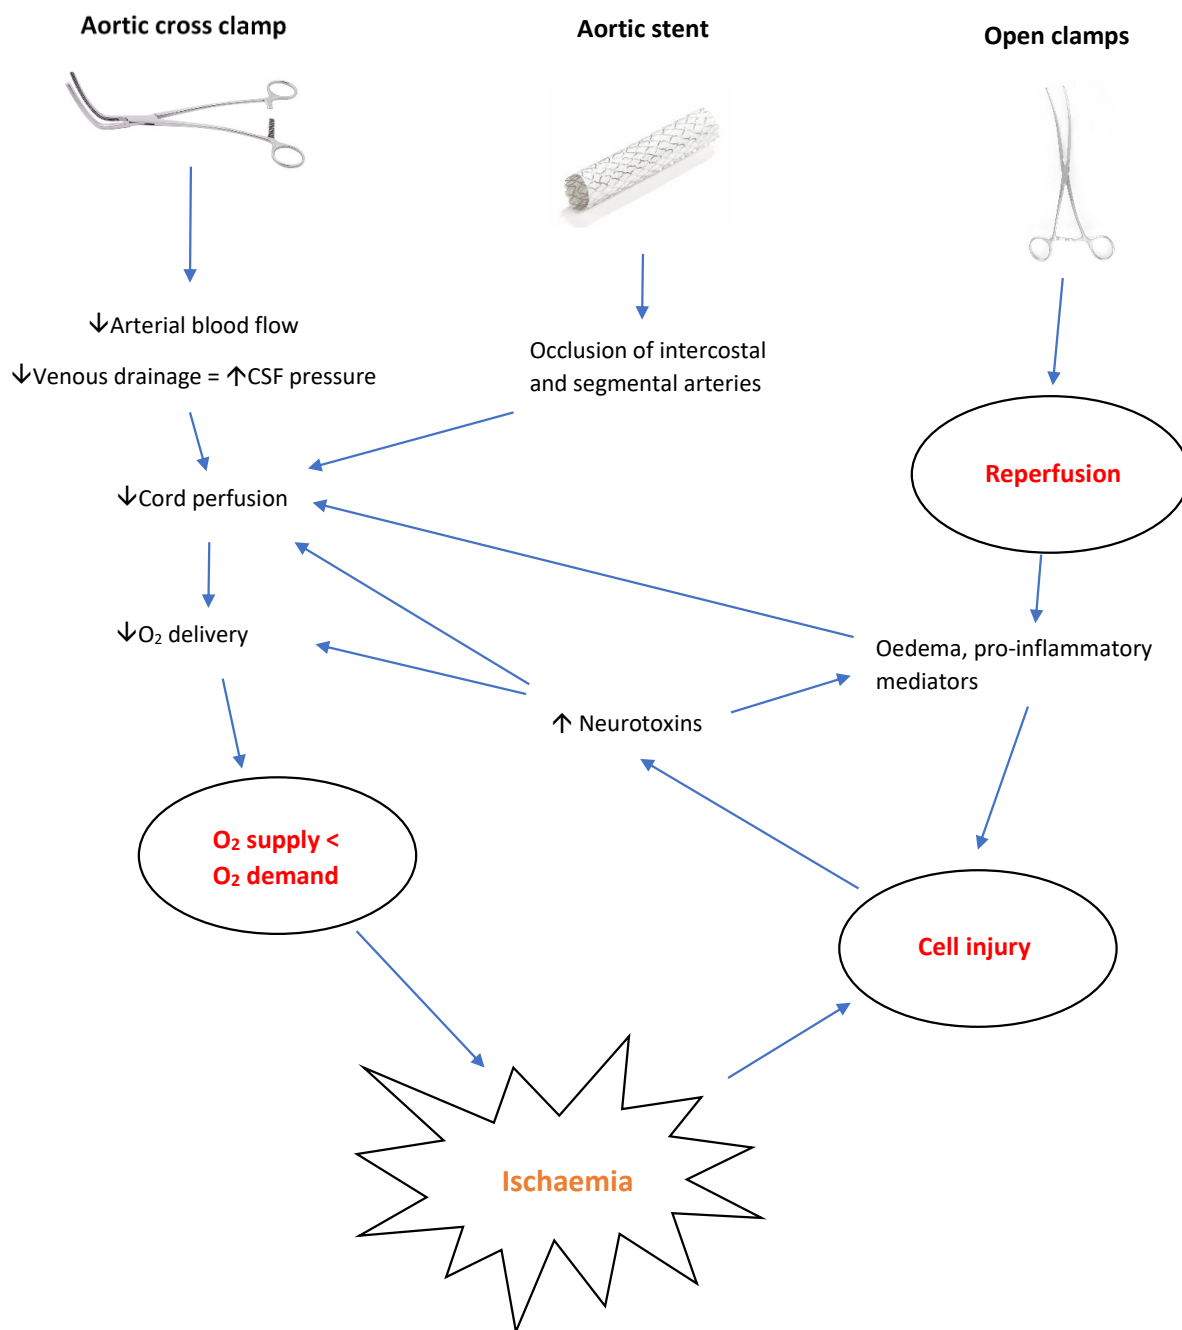 Aortic cross clamp
Aortic stent
Open clamps
↓Arterial blood flow
↓Venous drainage = ↑CSF pressure
Occlusion of intercostal
and segmental arteries
Reperfusion
↓Cord perfusion
↓O₂ delivery
Oedema, pro-inflammatory
mediators
↑ Neurotoxins
O₂ supply <
O₂ demand
Cell injury
Ischaemia